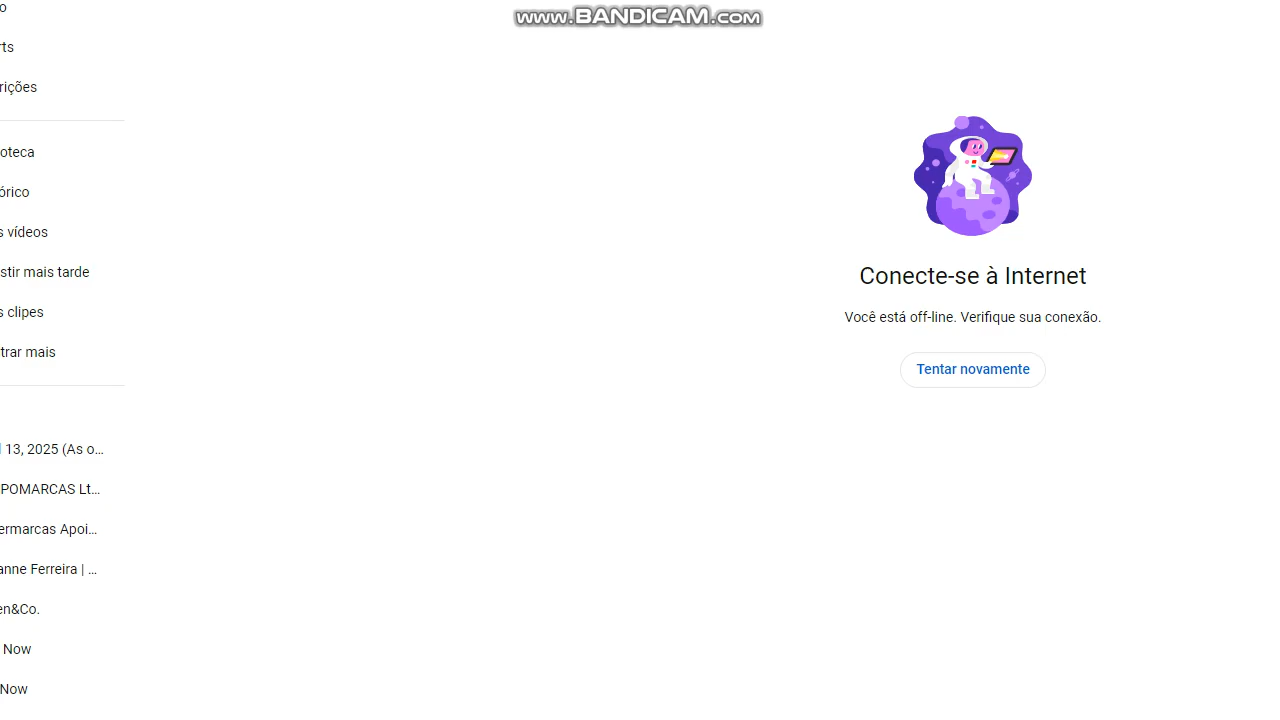 www.BANDICAM.com
o
rts
rições
oteca
órico
s vídeos
stir mais tarde
s clipes
trar mais
Conecte-se à Internet
Você está off-line. Verifique sua conexão.
Tentar novamente
13, 2025 (As o...
POMARCAS Lt...
ermarcas Apoi...
anne Ferreira | ...
en&Co.
Now
Now